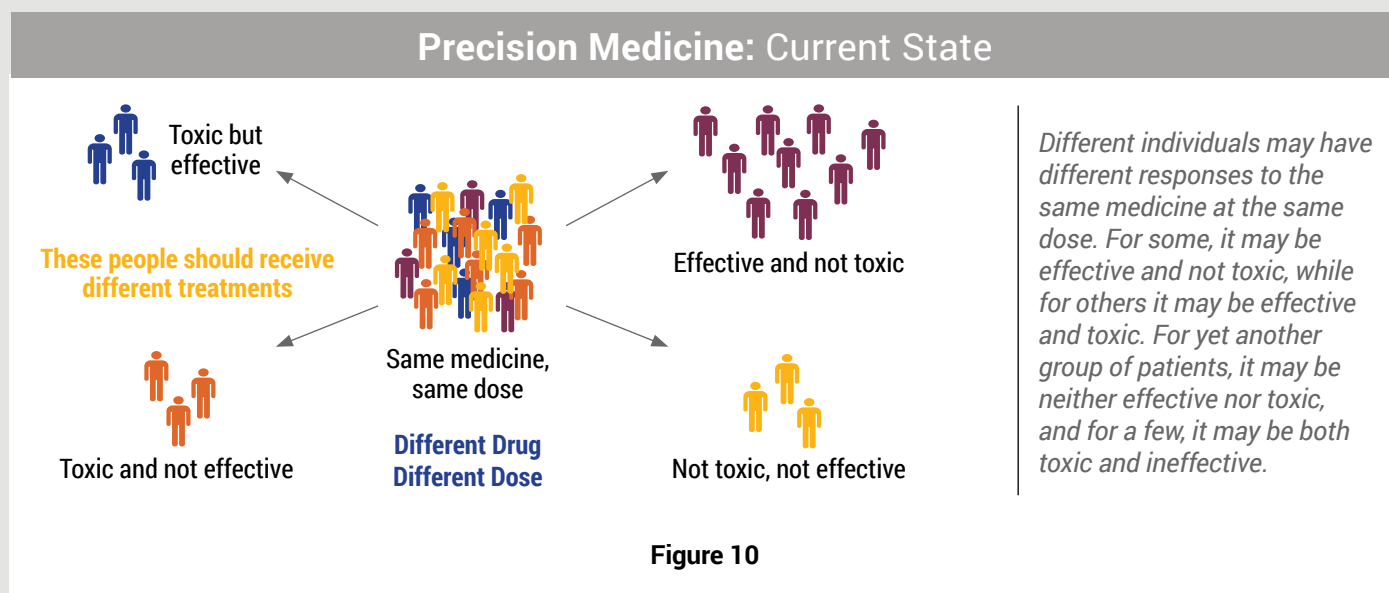 Precision Medicine: Current State
Toxic but
effective
These people should receive
different treatments
Toxic and not effective
Same medicine,
same dose
Different Drug
Different Dose
Effective and not toxic
Not toxic, not effective
Different individuals may have
different responses to the
same medicine at the same
dose. For some, it may be
effective and not toxic, while
for others it may be effective
and toxic. For yet another
group of patients, it may be
neither effective nor toxic,
and for a few, it may be both
toxic and ineffective.
Figure 10